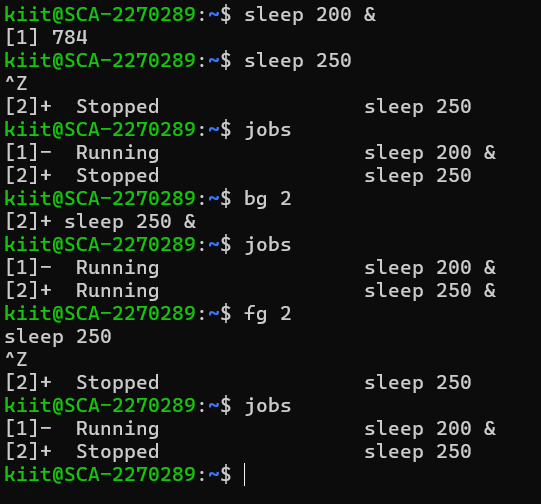 kiit@SCA-2270289:~$ sleep 200 &
[1] 784
kiit@SCA-2270289:~$ sleep 250
^Z
[2]+  Stopped                 sleep 250
kiit@SCA-2270289:~$ jobs
[1]-  Running                 sleep 200 &
[2]+  Stopped                 sleep 250
kiit@SCA-2270289:~$ bg 2
[2]+ sleep 250 &
kiit@SCA-2270289:~$ jobs
[1]-  Running                 sleep 200 &
[2]+  Running                 sleep 250 &
kiit@SCA-2270289:~$ fg 2
sleep 250
^Z
[2]+  Stopped                 sleep 250
kiit@SCA-2270289:~$ jobs
[1]-  Running                 sleep 200 &
[2]+  Stopped                 sleep 250
kiit@SCA-2270289:~$